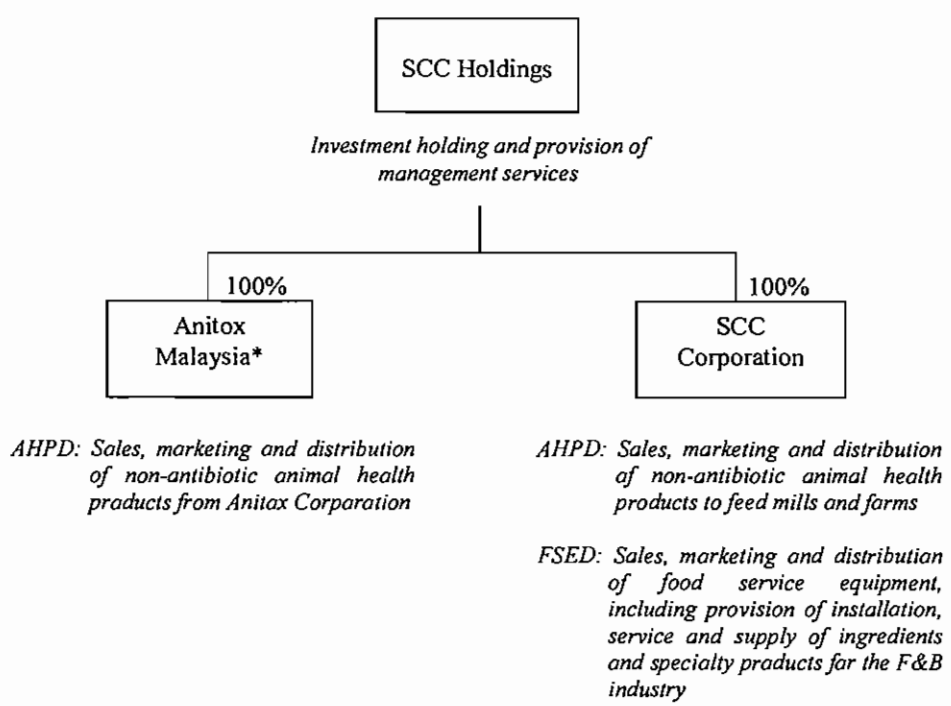 SCC Holdings
Investment holding and provision of
management services
100%
Anitox
Malaysia*
AHPD: Sales, marketing and distribution
of non-antibiotic animal health
products from Anitax Corparation
100%
SCC
Corporation
AHPD: Sales, marketing and distribution
af non-antibiotic animal health
products to feed mills and farms
FSED: Sales, marketing and distribution
of food service equipment,
including provision of installation,
service and supply of ingredients
and specialty products far the F&B
industry